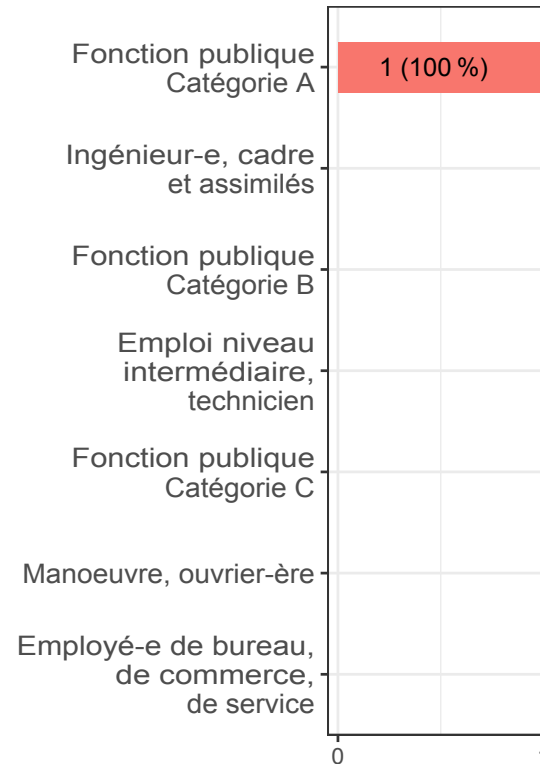 Fonction publique
Catégorie A
1 (100 %)
Ingénieur-e, cadre
et assimilés
Fonction publique
Catégorie B
Emploi niveau
intermédiaire,
technicien
Fonction publique
Catégorie C
Manoeuvre, ouvrier-ère
Employé-e de bureau,
de commerce,
de service
0